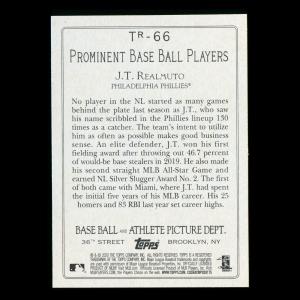 TR-66
PROMINENT BASE BALL PLAYERS
J.T. REALMUTO
PHILADELPHIA PHILLIES®
No player in the NL started as many games
behind the plate last season as J.T., who saw
his name scribbled in the Phillies lineup 130
times as a catcher. The team's intent to utilize
him as often as possible makes good business
sense. An elite defender, J.T. won his first
fielding award after throwing out 46.7 percent
of would-be base stealers in 2019. He also made
his second straight MLB All-Star Game and
earned NL Silver Slugger Award No. 2. The first
of both came with Miami, where J.T. had spent
the initial five years of his MLB career. His 25
homers and 83 RBI last year set career highs.
BASE BALL AND ATHLETIC PICTURE DEPT.
36TH STREET Topps BROOKLYN, NY